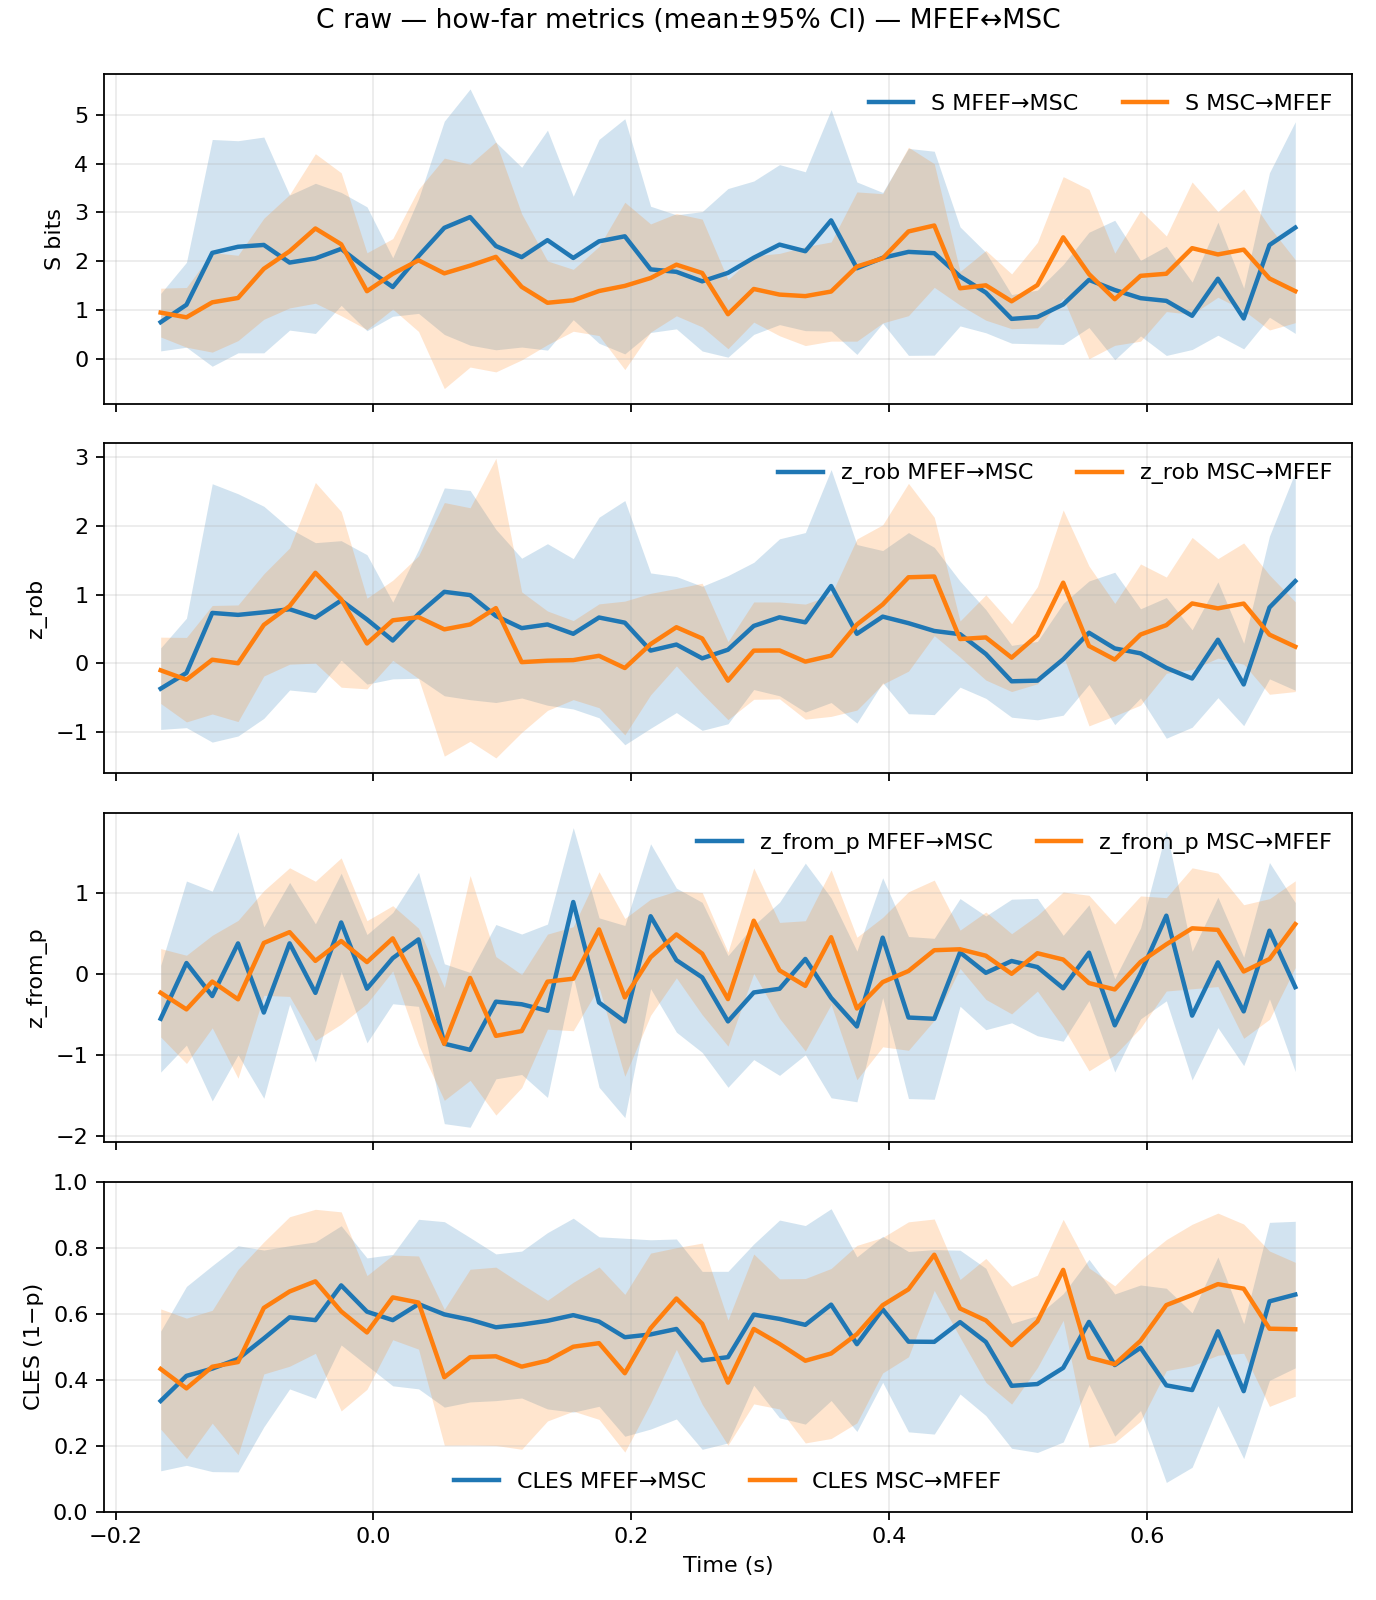 C raw — how-far metrics (mean±95% CI) — MFEF↔MSC
S MFEF→MSC S MSC→MFEF
5
4
3
2
1
0
S bits
z_rob MFEF→MSC z_rob MSC→MFEF
3
2
1
0
−1
z_rob
z_from_p MFEF→MSC z_from_p MSC→MFEF
1
0
−1
−2
z_from_p
1.0
0.8
0.6
0.4
0.2
0.0
CLES (1−p)
CLES MFEF→MSC CLES MSC→MFEF
−0.2 0.0 0.2 0.4 0.6
Time (s)